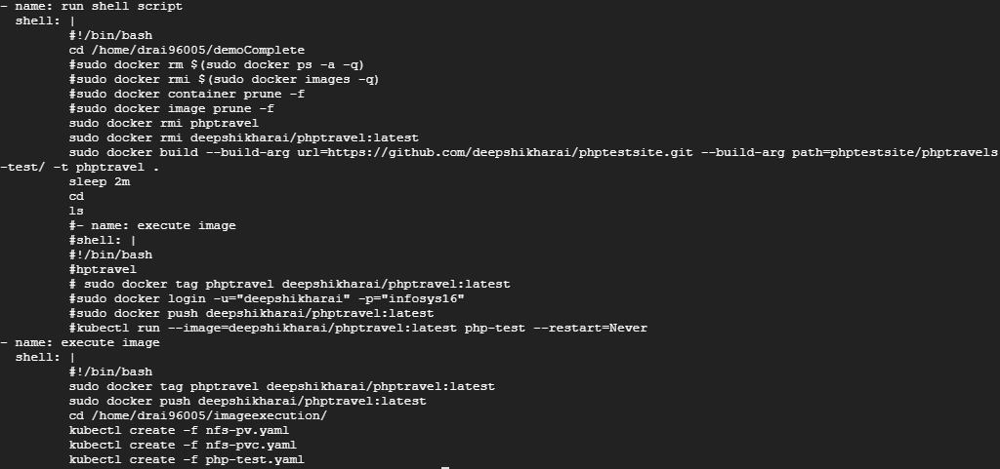 - name: run shell script
  shell: |
         #!/bin/bash
         cd /home/drai96005/demoComplete
         #sudo docker rm $(sudo docker ps -a -q)
         #sudo docker rmi $(sudo docker images -q)
         #sudo docker container prune -f
         #sudo docker image prune -f
         sudo docker rmi phptravel
         sudo docker rmi deepshikharai/phptravel:latest
         sudo docker build --build-arg url=https://github.com/deepshikharai/phptestsite.git --build-arg path=phptestsite/phptravels
-test/ -t phptravel .
         sleep 2m
         cd
         ls
         #- name: execute image
         #shell: |
         #!/bin/bash
         #hptravel
         # sudo docker tag phptravel deepshikharai/phptravel:latest
         #sudo docker login -u="deepshikharai" -p="infosys16"
         #sudo docker push deepshikharai/phptravel:latest
         #kubectl run --image=deepshikharai/phptravel:latest php-test --restart=Never
- name: execute image
  shell: |
         #!/bin/bash
         sudo docker tag phptravel deepshikharai/phptravel:latest
         sudo docker push deepshikharai/phptravel:latest
         cd /home/drai96005/imageexecution/
         kubectl create -f nfs-pv.yaml
         kubectl create -f nfs-pvc.yaml
         kubectl create -f php-test.yaml